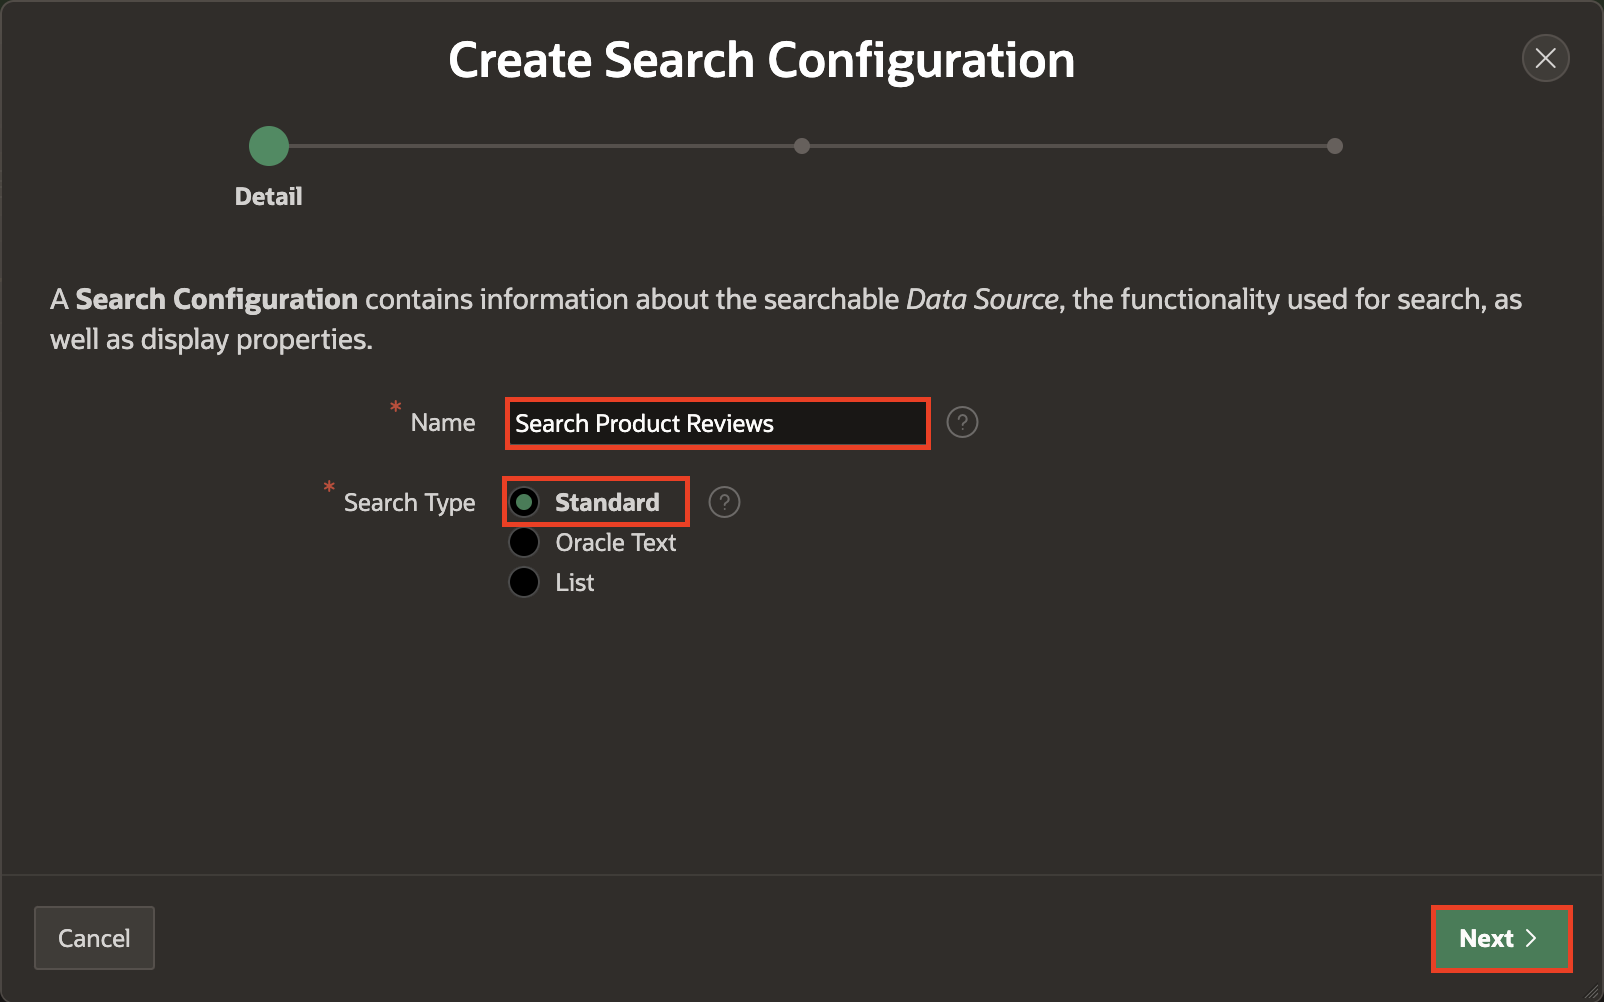 Create Search Configuration
Detail
A Search Configuration contains information about the searchable Data Source, the functionality used for search, as
well as display properties.
* Name Search Product Reviews ?
* Search Type Standard ?
Oracle Text
List
Cancel
Next